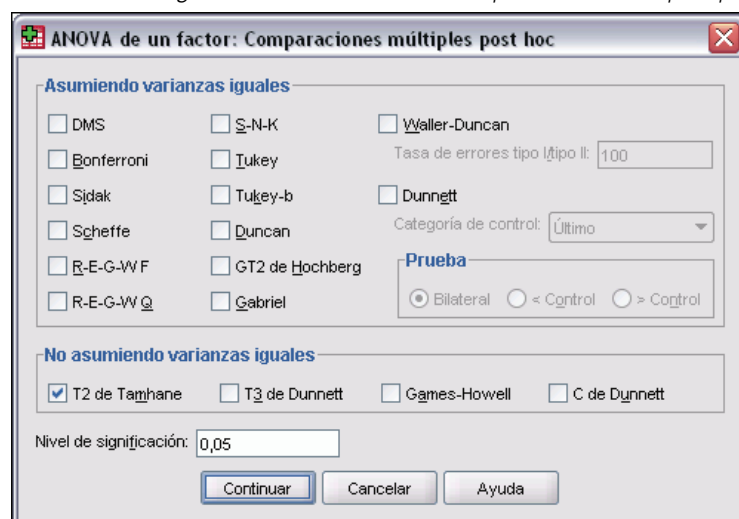 ANOVA de un factor: Comparaciones múltiples post hoc
Asumiendo varianzas iguales
DMS
S-N-K
Waller-Duncan
Bonferroni
Tukey
Tasa de errores tipo I/tipo II: 100
Sidak
Tukey-b
Dunnett
Scheffe
Duncan
Categoría de control: Último
R-E-G-W F
GT2 de Hochberg
Prueba
R-E-G-W Q
Gabriel
Bilateral
< Control
> Control
No asumiendo varianzas iguales
T2 de Tamhane
T3 de Dunnett
Games-Howell
C de Dunnett
Nivel de significación: 0,05
Continuar
Cancelar
Ayuda